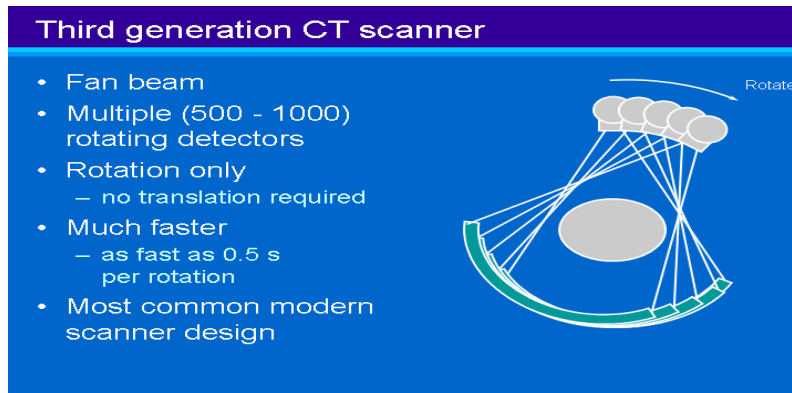 Third generation CT scanner
• Fan beam
• Multiple (500 - 1000)
rotating detectors
• Rotation only
– no translation required
• Much faster
– as fast as 0.5 s
per rotation
• Most common modern
scanner design
Rotate